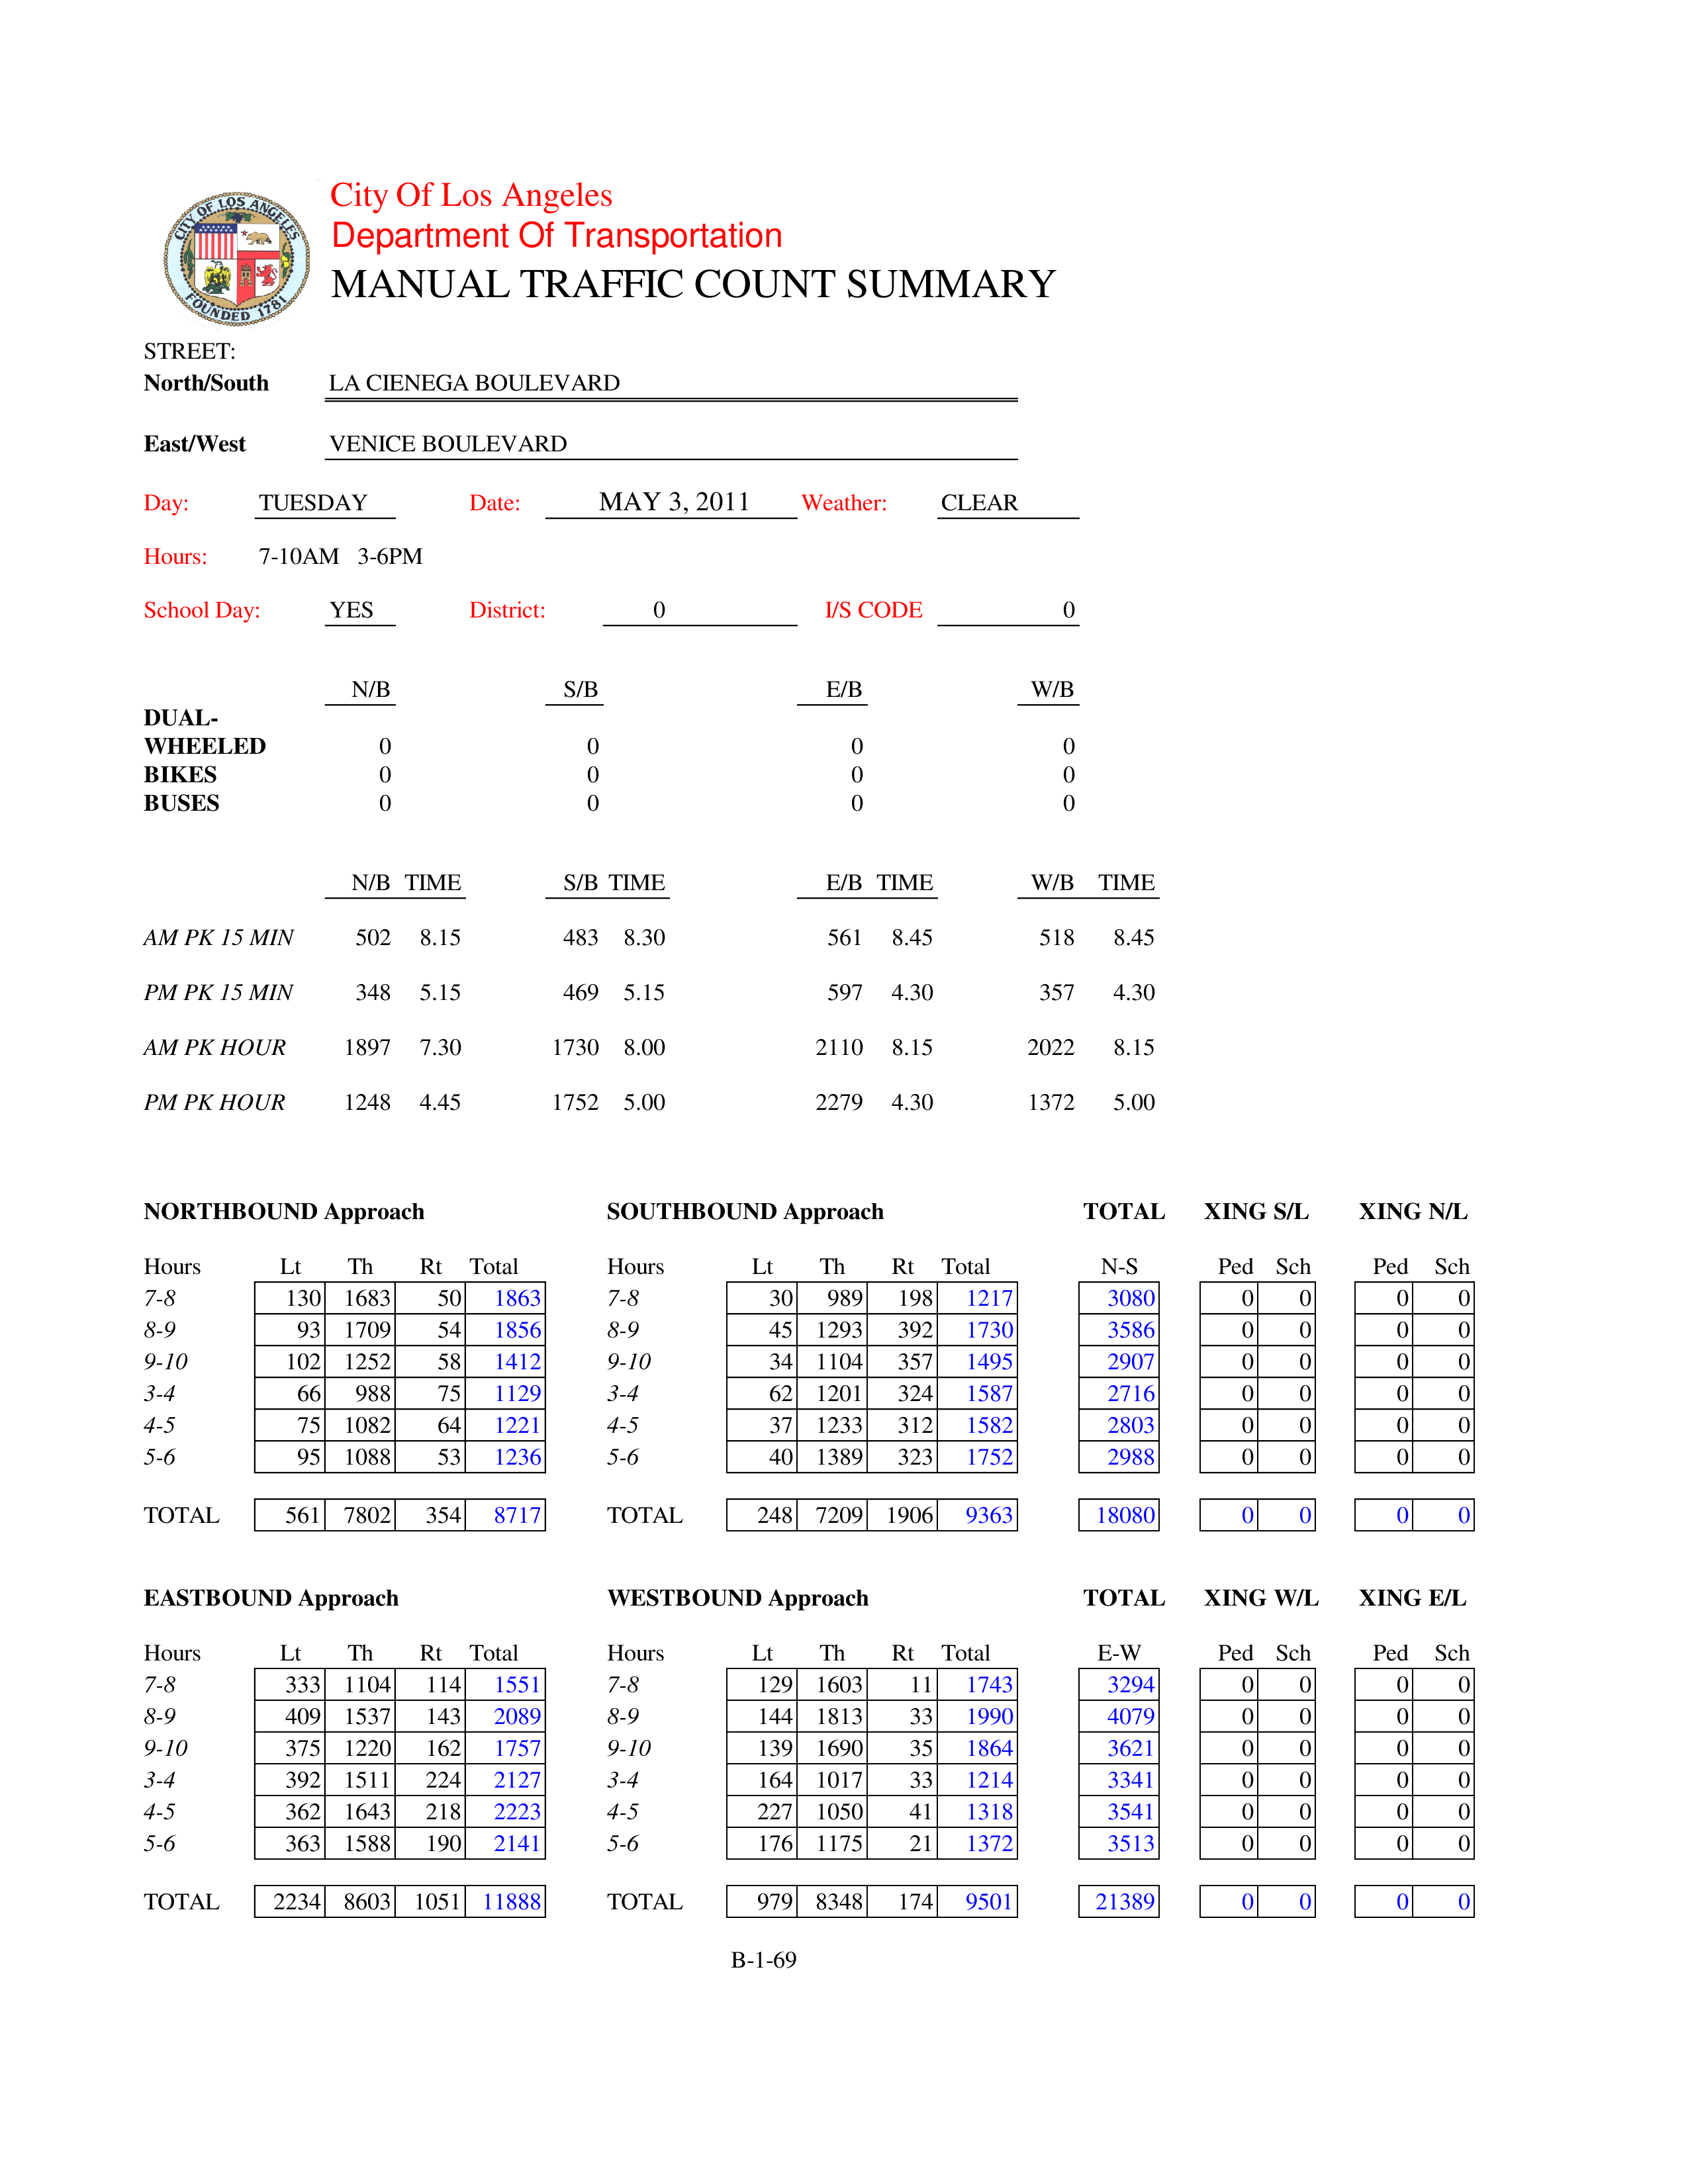 CITY OF LOS ANGELES
FOUNDED 1781
City Of Los Angeles
Department Of Transportation
MANUAL TRAFFIC COUNT SUMMARY
STREET:
North/South LA CIENEGA BOULEVARD
East/West VENICE BOULEVARD
Day: TUESDAY Date: MAY 3, 2011 Weather: CLEAR
Hours: 7-10AM 3-6PM
School Day: YES District: 0 I/S CODE 0
N/B S/B E/B W/B
DUAL-
WHEELED 0 0 0 0
BIKES 0 0 0 0
BUSES 0 0 0 0
N/B TIME S/B TIME E/B TIME W/B TIME
AM PK 15 MIN 502 8.15 483 8.30 561 8.45 518 8.45
PM PK 15 MIN 348 5.15 469 5.15 597 4.30 357 4.30
AM PK HOUR 1897 7.30 1730 8.00 2110 8.15 2022 8.15
PM PK HOUR 1248 4.45 1752 5.00 2279 4.30 1372 5.00
NORTHBOUND Approach SOUTHBOUND Approach TOTAL XING S/L XING N/L
Hours Lt Th Rt Total Hours Lt Th Rt Total N-S Ped Sch Ped Sch
7-8 130 1683 50 1863 7-8 30 989 198 1217 3080 0 0 0 0
8-9 93 1709 54 1856 8-9 45 1293 392 1730 3586 0 0 0 0
9-10 102 1252 58 1412 9-10 34 1104 357 1495 2907 0 0 0 0
3-4 66 988 75 1129 3-4 62 1201 324 1587 2716 0 0 0 0
4-5 75 1082 64 1221 4-5 37 1233 312 1582 2803 0 0 0 0
5-6 95 1088 53 1236 5-6 40 1389 323 1752 2988 0 0 0 0
TOTAL 561 7802 354 8717 TOTAL 248 7209 1906 9363 18080 0 0 0 0
EASTBOUND Approach WESTBOUND Approach TOTAL XING W/L XING E/L
Hours Lt Th Rt Total Hours Lt Th Rt Total E-W Ped Sch Ped Sch
7-8 333 1104 114 1551 7-8 129 1603 11 1743 3294 0 0 0 0
8-9 409 1537 143 2089 8-9 144 1813 33 1990 4079 0 0 0 0
9-10 375 1220 162 1757 9-10 139 1690 35 1864 3621 0 0 0 0
3-4 392 1511 224 2127 3-4 164 1017 33 1214 3341 0 0 0 0
4-5 362 1643 218 2223 4-5 227 1050 41 1318 3541 0 0 0 0
5-6 363 1588 190 2141 5-6 176 1175 21 1372 3513 0 0 0 0
TOTAL 2234 8603 1051 11888 TOTAL 979 8348 174 9501 21389 0 0 0 0
B-1-69